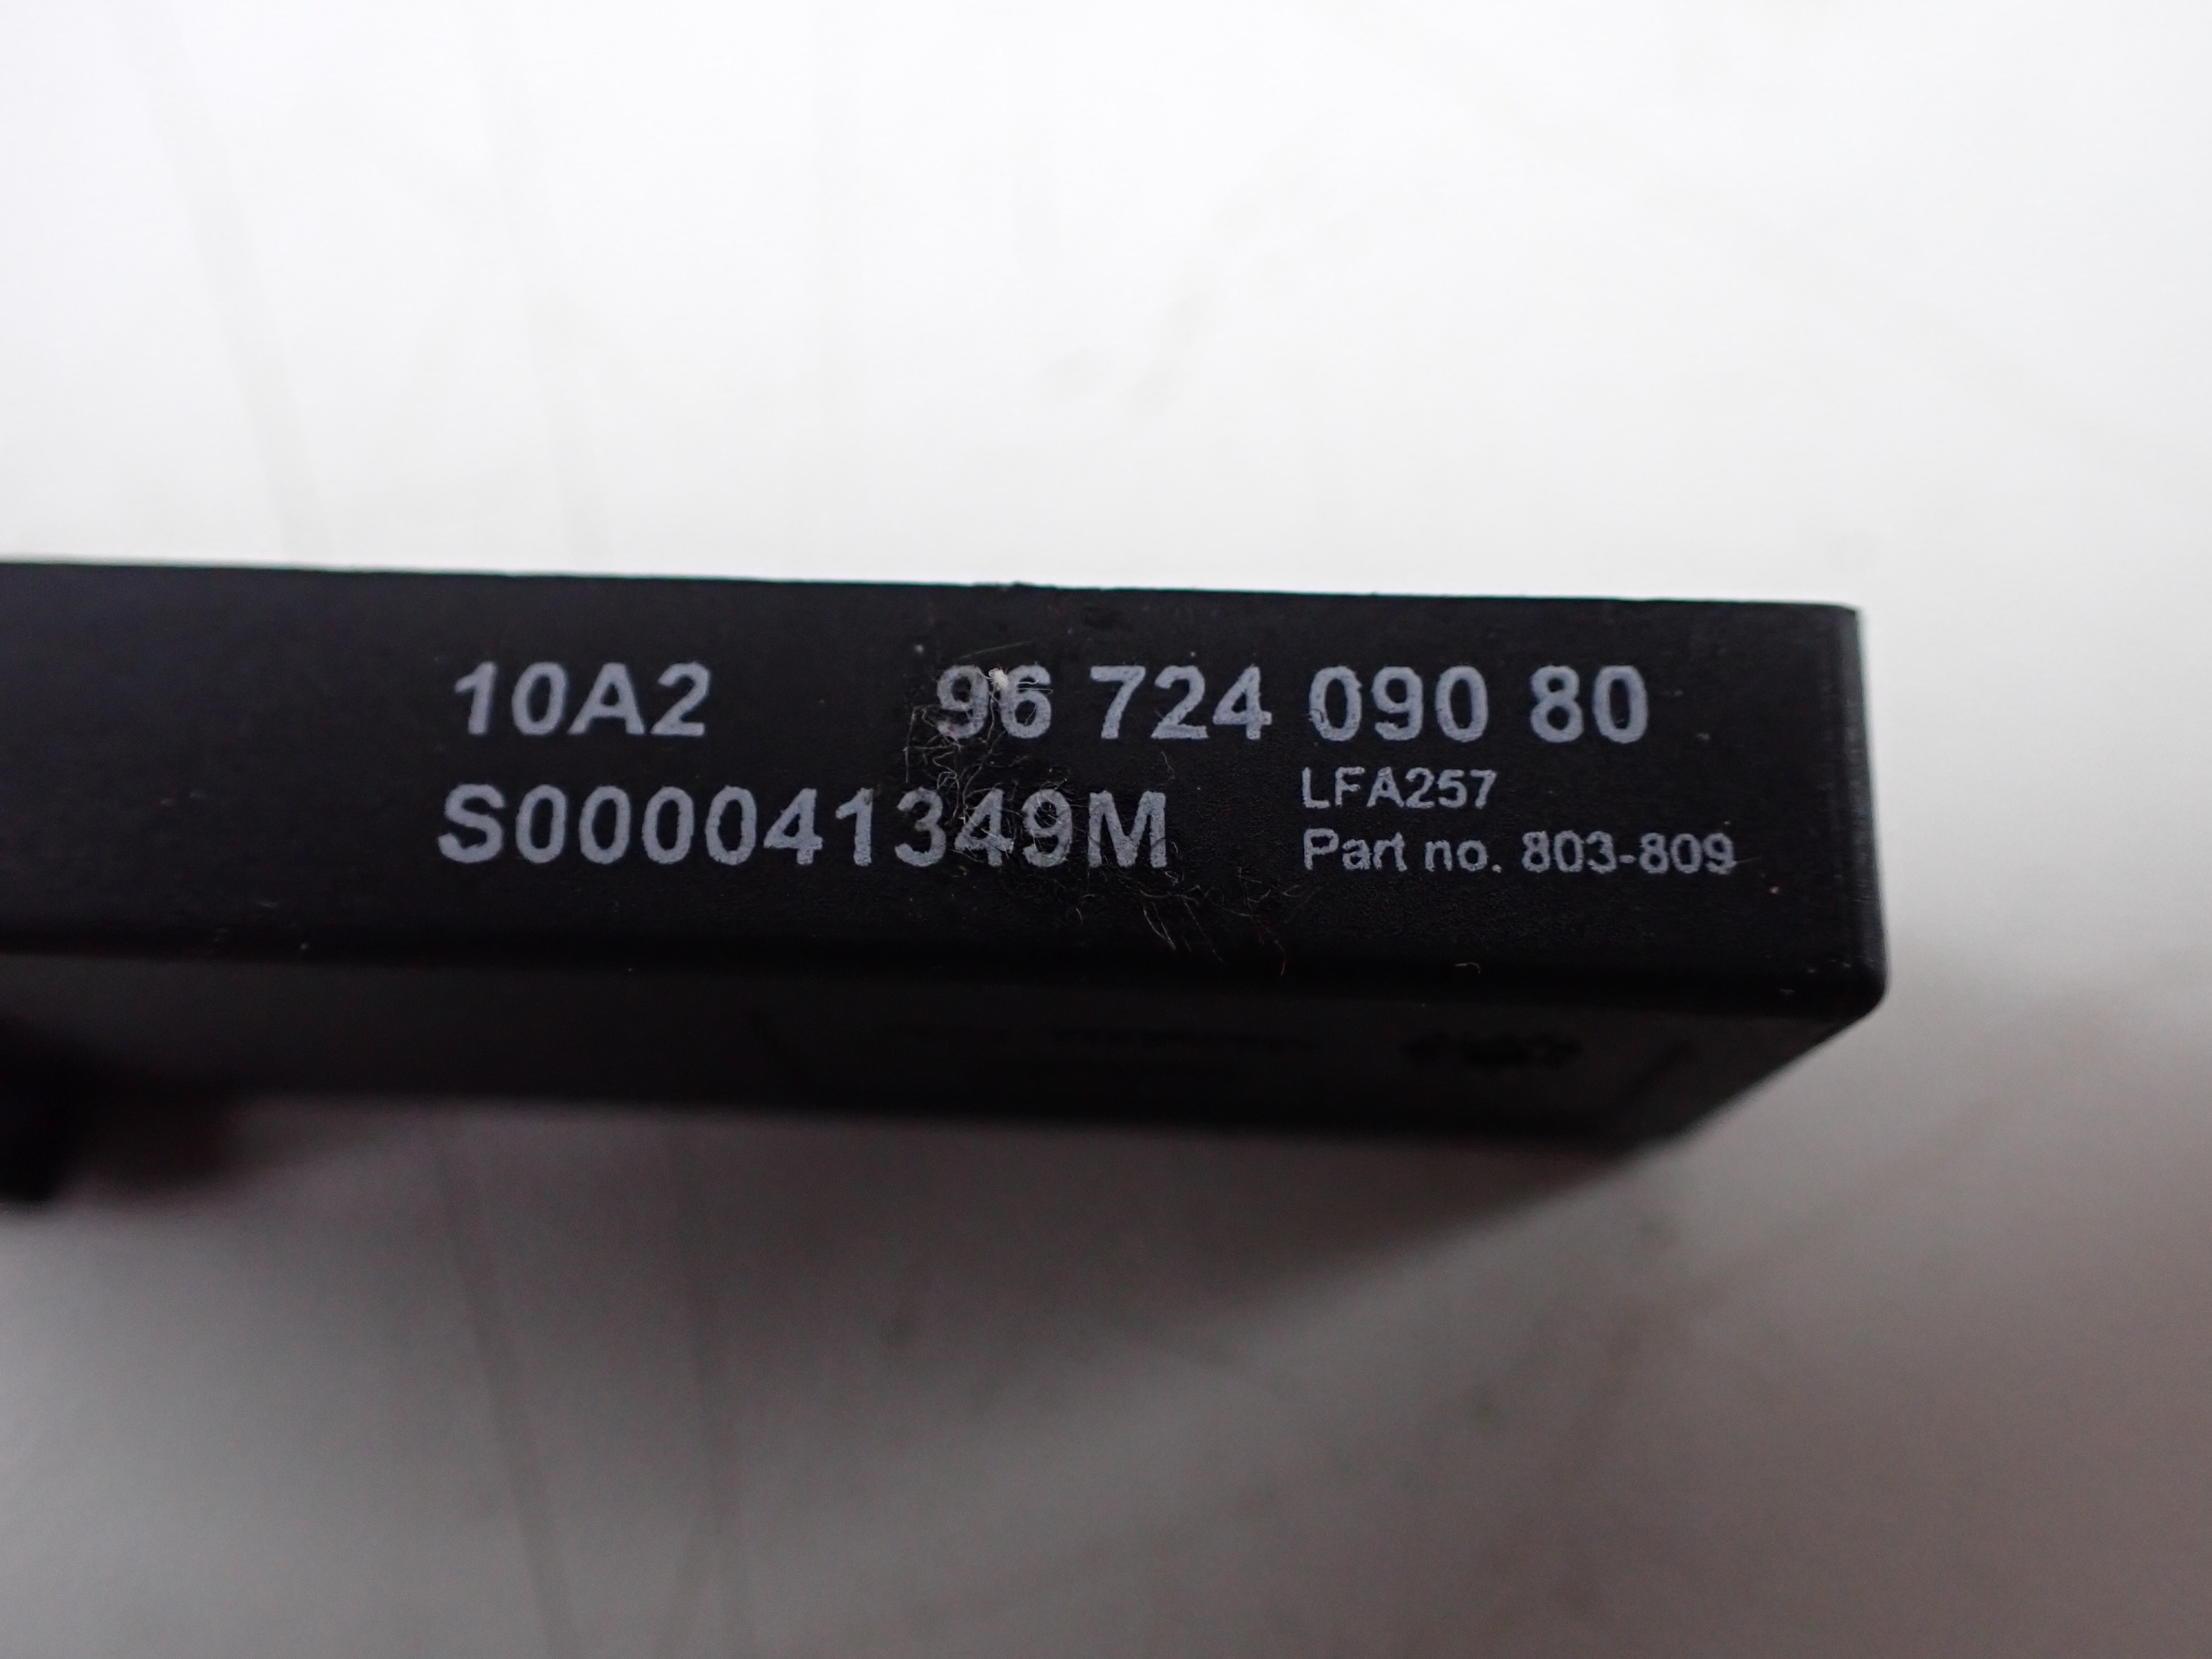 10A2 96 724 090 80
S000041349M LFA257
Part no. 803-809